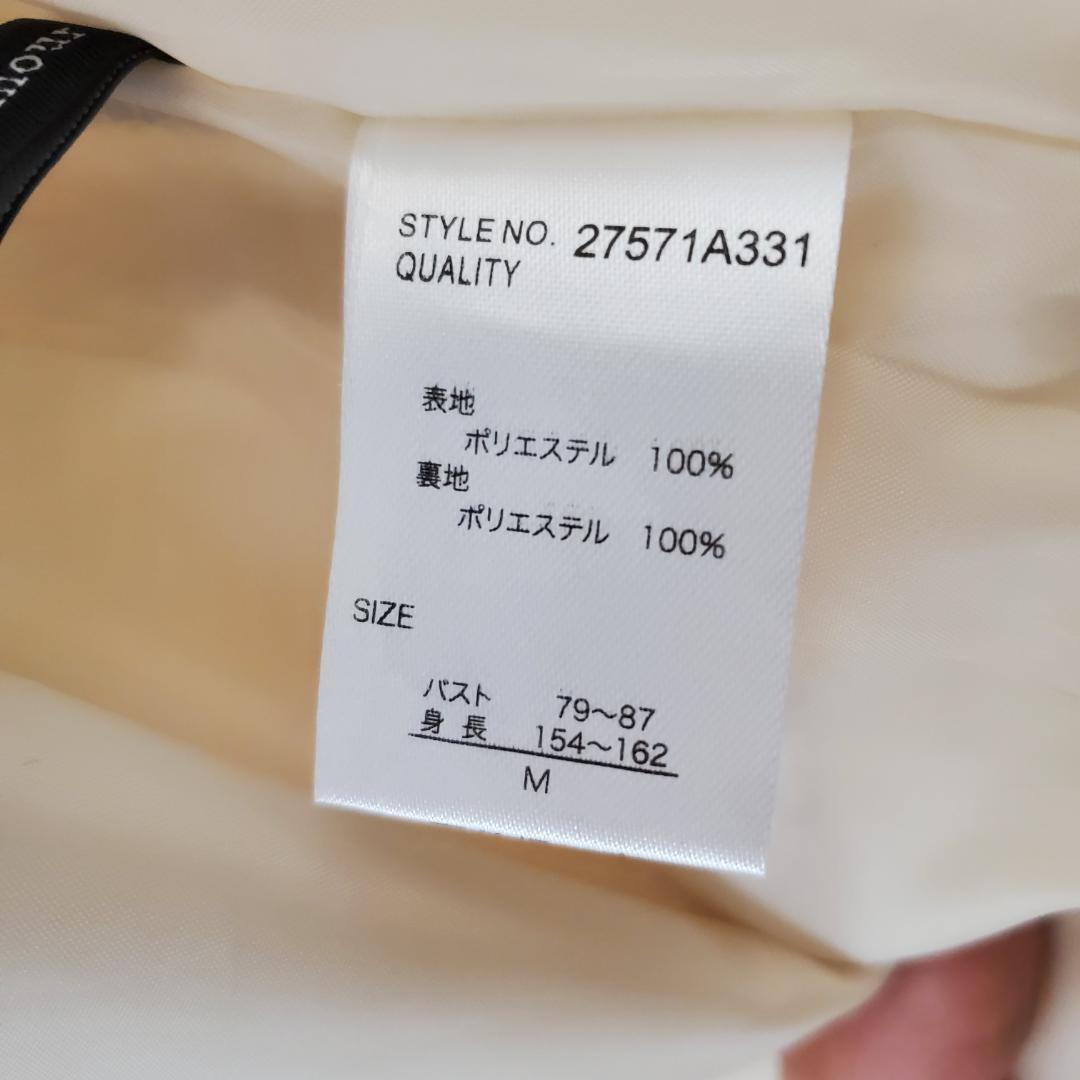 STYLE NO. 27571A331
QUALITY
表地
ポリエステル 100%
裏地
ポリエステル 100%
SIZE
バスト 79～87
身長 154～162
M